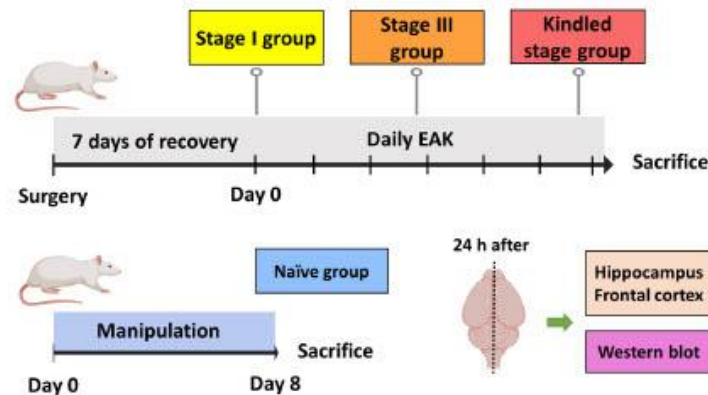 Stage I group
Stage III
group
Kindled
stage group
7 days of recovery
Daily EAK
Sacrifice
Surgery
Day 0
Naïve group
Manipulation
Sacrifice
Day 0
Day 8
24 h after
Hippocampus
Frontal cortex
Western blot